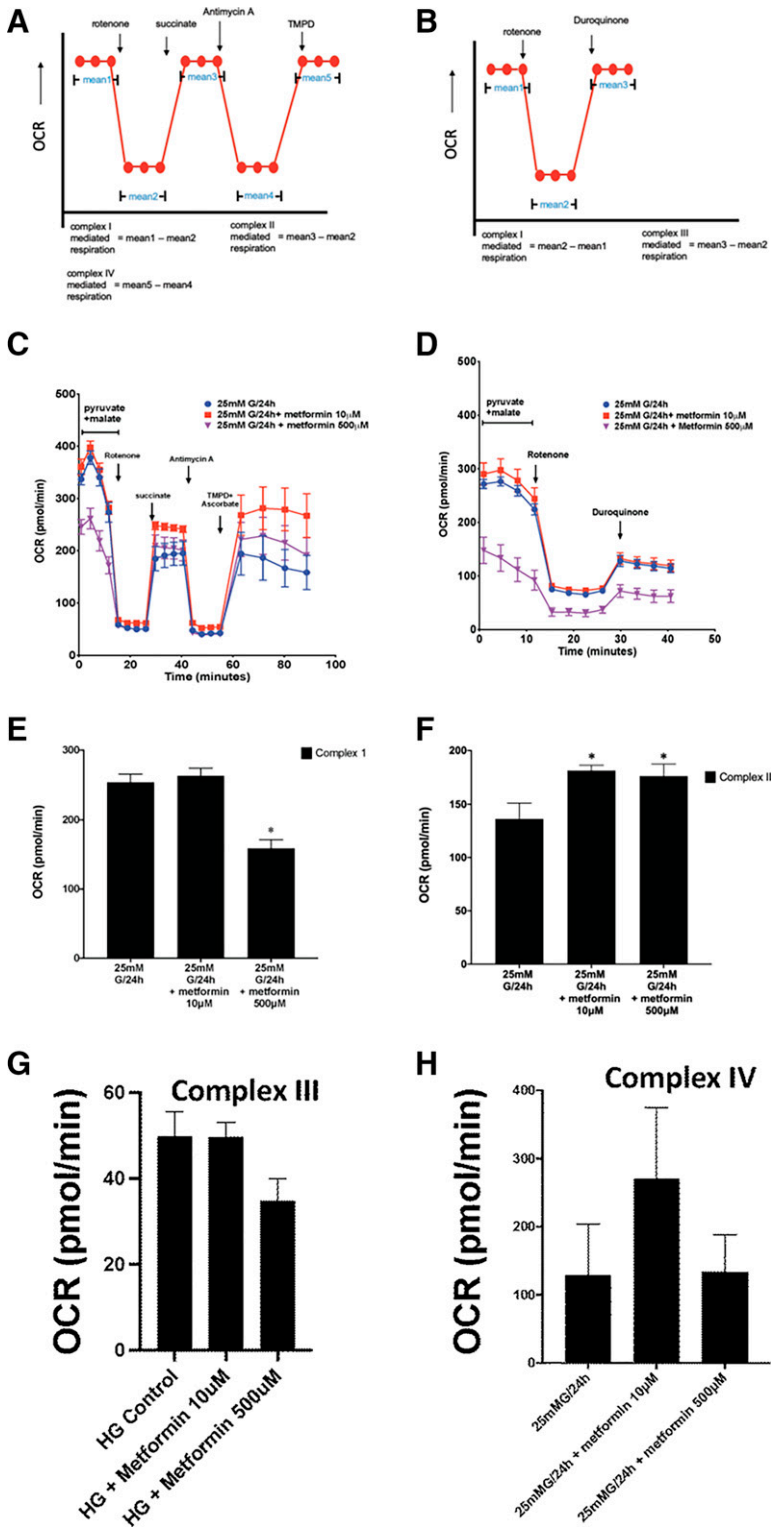 A
rotenone
succinate
Antimycin A
TMPD
OCR
mean1
mean2
mean3
mean4
mean5
complex I
mediated = mean1 – mean2
respiration
complex II
mediated = mean3 – mean2
respiration
complex IV
mediated = mean5 – mean4
respiration
B
rotenone
Duroquinone
OCR
mean1
mean2
mean3
complex I
mediated = mean2 – mean1
respiration
complex III
mediated = mean3 – mean2
respiration
C
500
400
300
200
100
0
OCR (pmol/min)
pyruvate
+malate
Rotenone
succinate
Antimycin A
TMPD+
Ascorbate
25mM G/24h
25mM G/24h+ metformin 10µM
25mM G/24h + metformin 500µM
0 20 40 60 80 100
Time (minutes)
D
500
400
300
200
100
0
OCR (pmol/min)
pyruvate
+malate
Rotenone
Duroquinone
25mM G/24h
25mM G/24h+ metformin 10µM
25mM G/24h + Metformin 500µM
0 10 20 30 40 50
Time (minutes)
E
300
200
100
0
OCR (pmol/min)
Complex 1
*
25mM
G/24h
25mM
G/24h
+ metformin
10µM
25mM
G/24h
+ metformin
500µM
F
200
150
100
50
0
OCR (pmol/min)
Complex II
*
*
25mM
G/24h
25mM
G/24h
+ metformin
10µM
25mM
G/24h
+ metformin
500µM
G
Complex III
60
40
20
0
OCR (pmol/min)
HG Control
HG + Metformin 10uM
HG + Metformin 500uM
H
Complex IV
400
300
200
100
0
OCR (pmol/min)
25mMG/24h
25mMG/24h + metformin 10µM
25mMG/24h + metformin 500µM